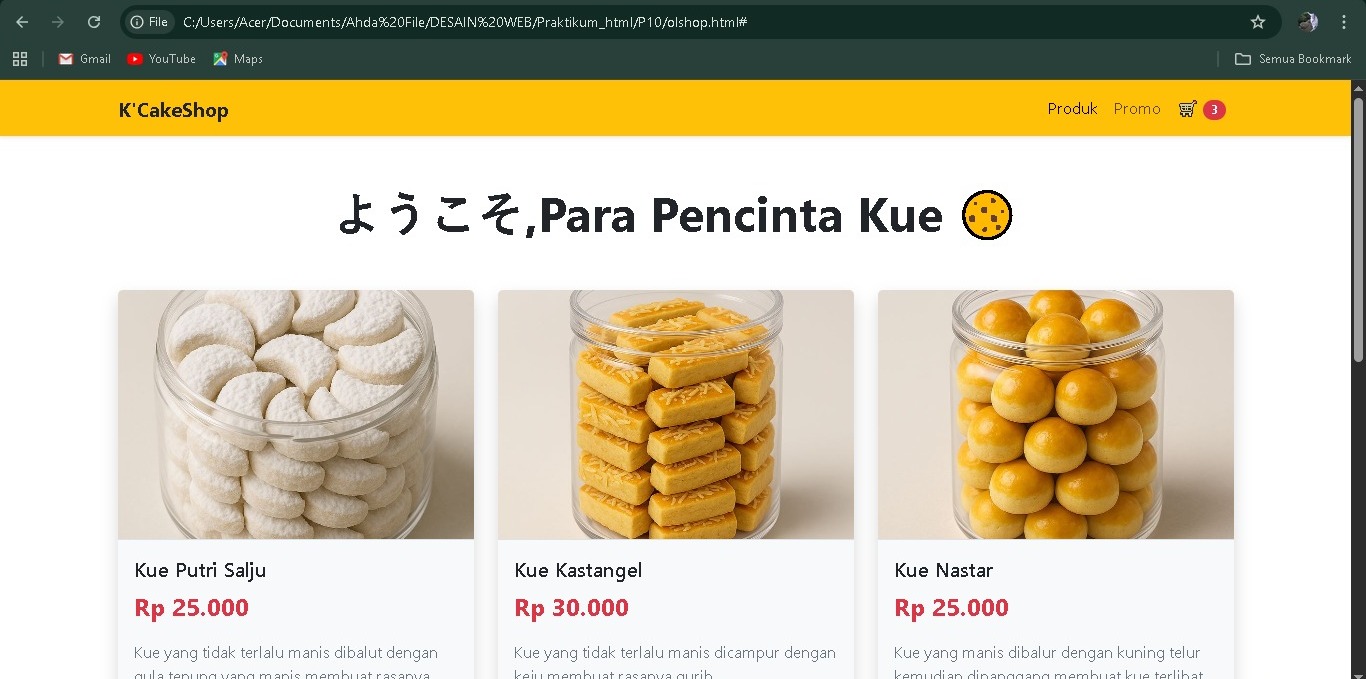 File C:/Users/Acer/Documents/Ahda%20File/DESAIN%20WEB/Praktikum_html/P10/olshop.html#
Gmail YouTube Maps Semua Bookmark
K'CakeShop Produk Promo 3
ようこそ,Para Pencinta Kue
Kue Putri Salju Kue Kastangel Kue Nastar
Rp 25.000 Rp 30.000 Rp 25.000
Kue yang tidak terlalu manis dibalut dengan Kue yang tidak terlalu manis dicampur dengan Kue yang manis dibalur dengan kuning telur
gula tepung yang manis membuat rasanya keju membuat rasanya gurih kemudian dipanggang membuat kue terlihat